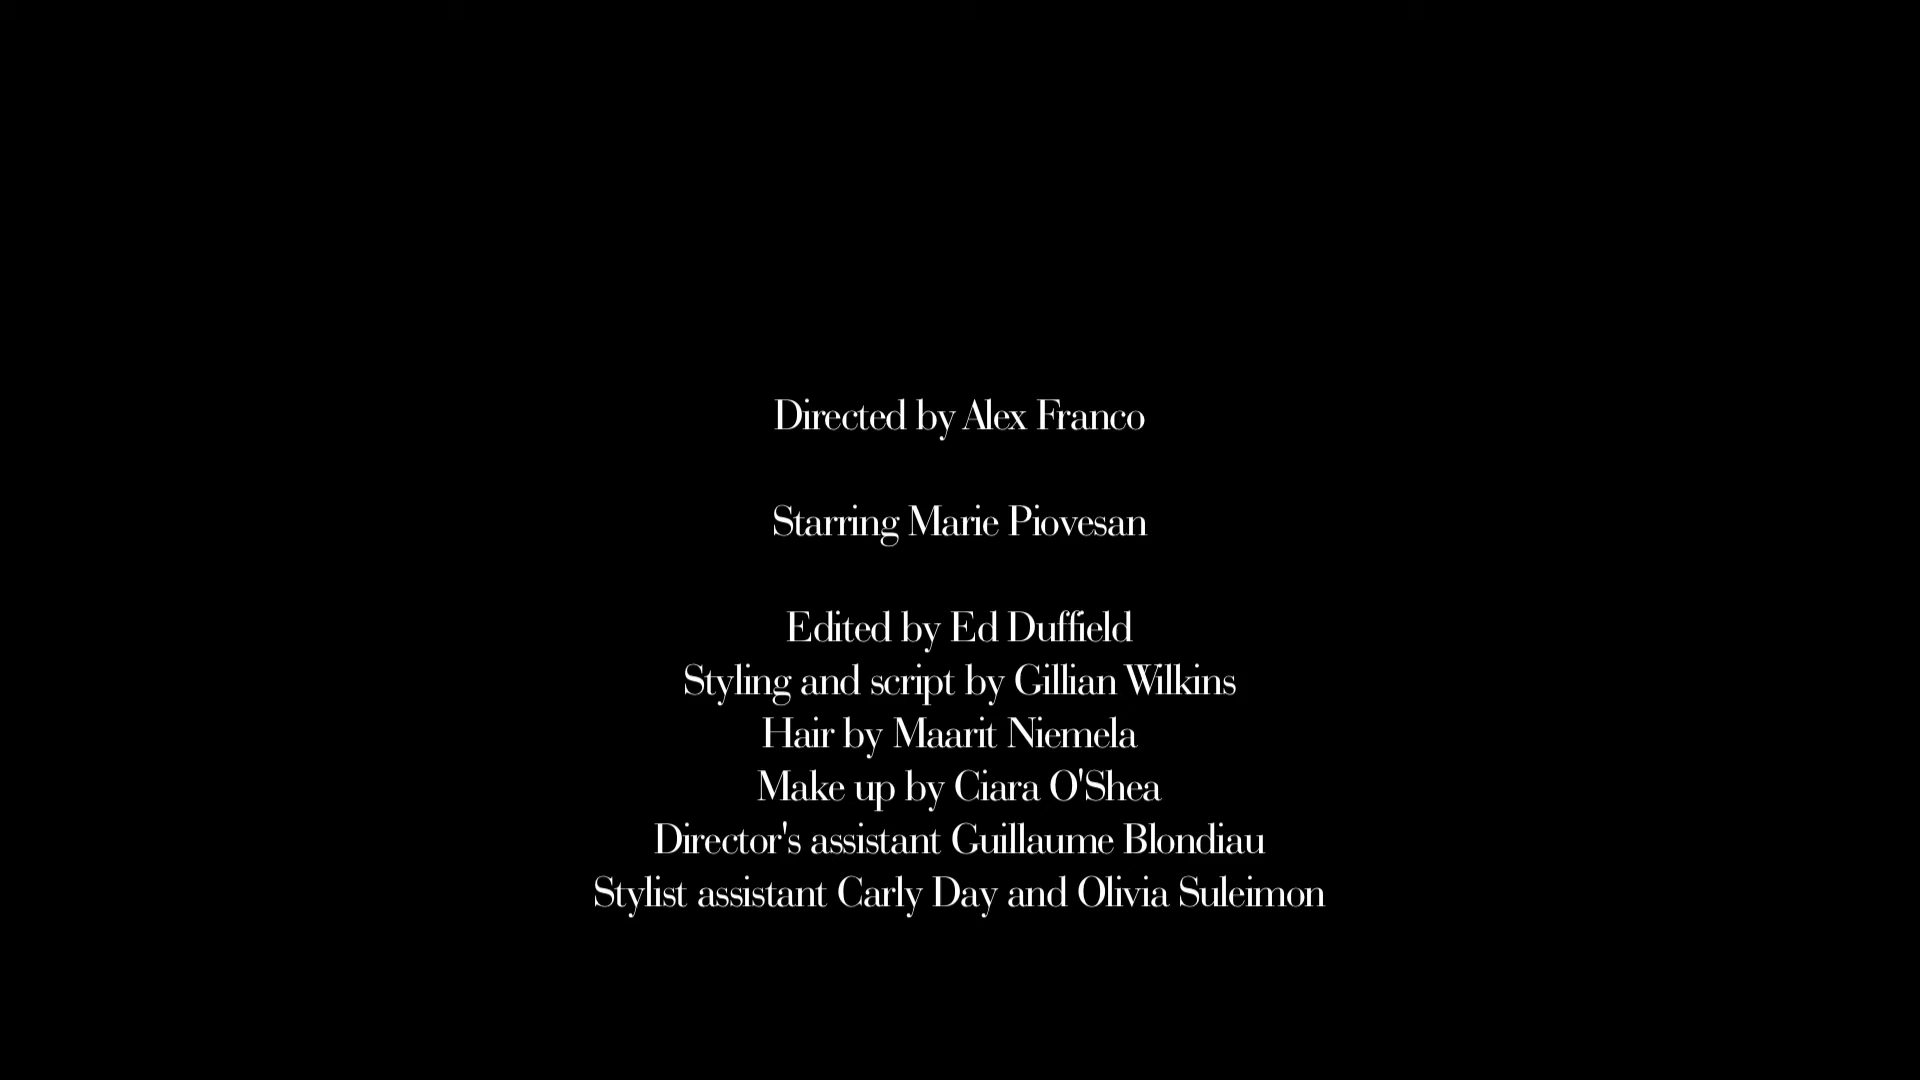 Directed by Alex Franco
Starring Marie Piovesan
Edited by Ed Duffield
Styling and script by Gillian Wilkins
Hair by Maarit Niemela
Make up by Ciara O'Shea
Director's assistant Guillaume Blondiau
Stylist assistant Carly Day and Olivia Suleimon